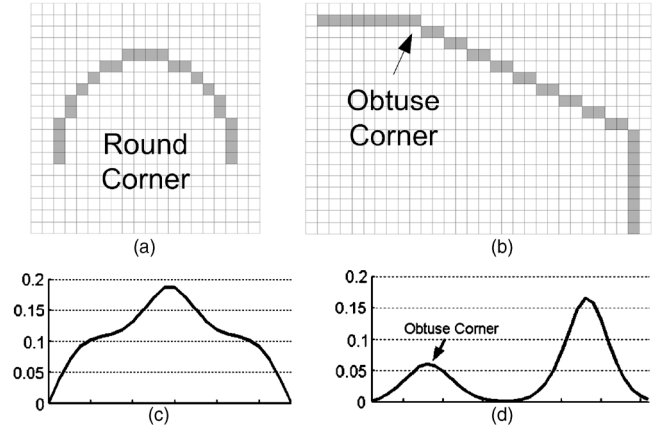 Round
Corner
(a)
Obtuse
Corner
(b)
0.2
0.15
0.1
0.05
0
(c)
0.2
0.15
0.1
0.05
0
Obtuse Corner
(d)